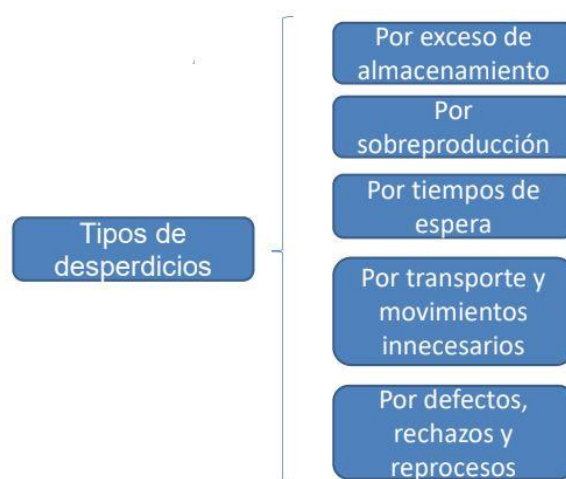 Tipos de
desperdicios
Por exceso de
almacenamiento
Por
sobreproducción
Por tiempos de
espera
Por transporte y
movimientos
innecesarios
Por defectos,
rechazos y
reprocesos